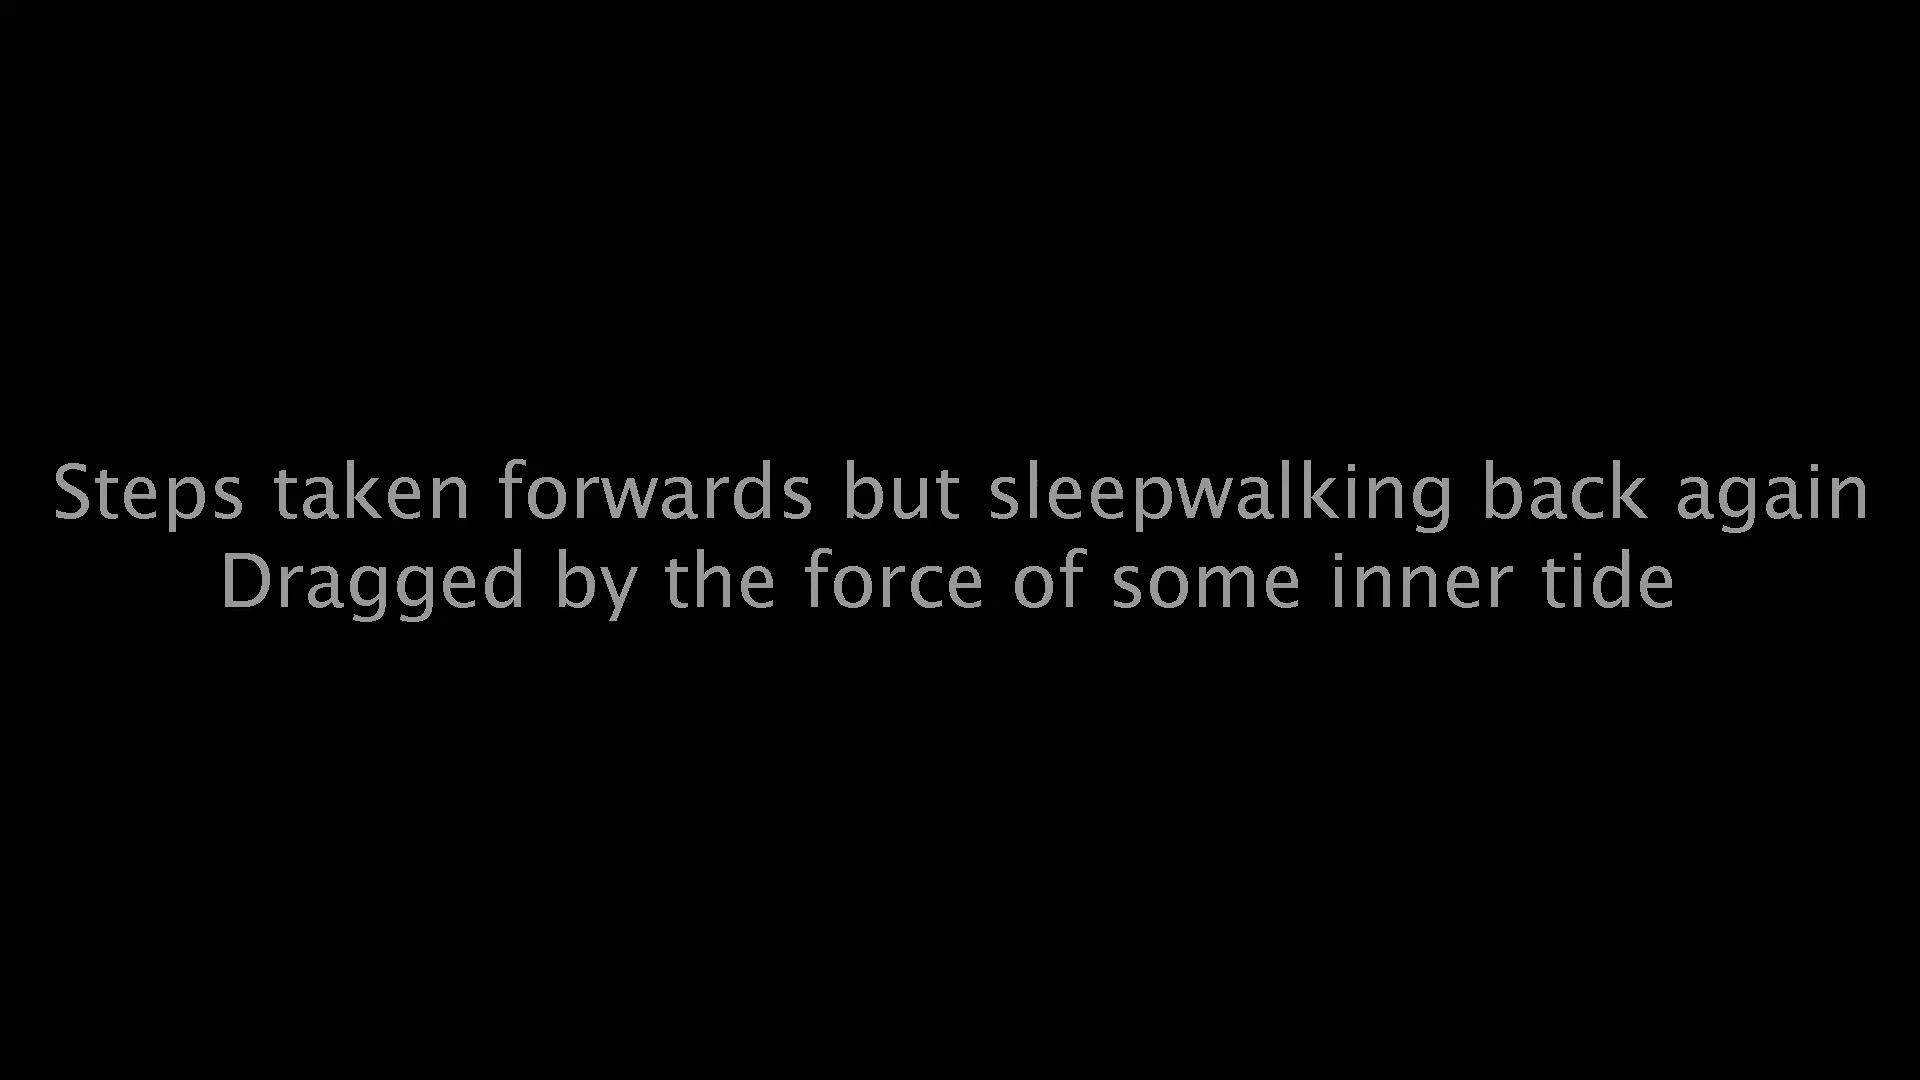 Steps taken forwards but sleepwalking back again
Dragged by the force of some inner tide